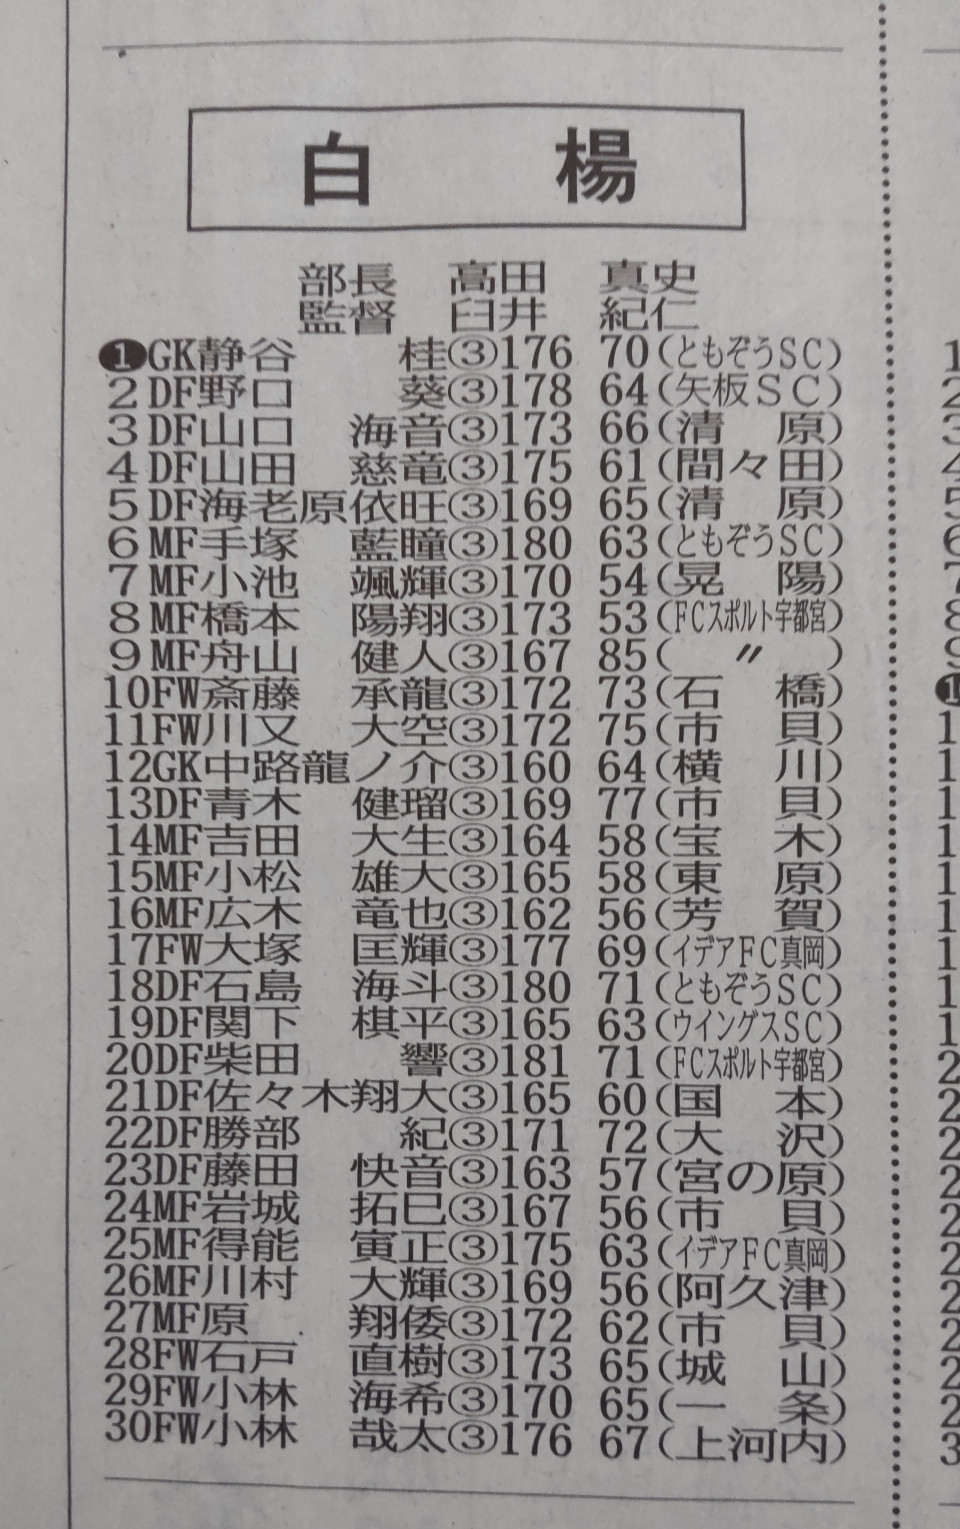 白楊
部長 高田 真史
監督 臼井 紀仁
❶GK静谷 桂③176 70(ともぞうSC)
2DF野口 葵③178 64(矢板SC)
3DF山口 海音③173 66(清原)
4DF山田 慈竜③175 61(間々田)
5DF海老原依旺③169 65(清原)
6MF手塚 藍瞳③180 63(ともぞうSC)
7MF小池 颯輝③170 54(晃陽)
8MF橋本 陽翔③173 53(FCスポルト宇都宮)
9MF舟山 健人③167 85(〃)
10FW斎藤 承龍③172 73(石橋)
11FW川又 大空③172 75(市貝)
12GK中路龍ノ介③160 64(横川)
13DF青木 健瑠③169 77(市貝)
14MF吉田 大生③164 58(宝木)
15MF小松 雄大③165 58(東原)
16MF広木 竜也③162 56(芳賀)
17FW大塚 匡輝③177 69(イデアFC真岡)
18DF石島 海斗③180 71(ともぞうSC)
19DF関下 棋平③165 63(ウイングスSC)
20DF柴田 響③181 71(FCスポルト宇都宮)
21DF佐々木翔大③165 60(国本)
22DF勝部 紀③171 72(大沢)
23DF藤田 快音③163 57(宮の原)
24MF岩城 拓巳③167 56(市貝)
25MF得能 寅正③175 63(イデアFC真岡)
26MF川村 大輝③169 56(阿久津)
27MF原 翔倭③172 62(市貝)
28FW石戸 直樹③173 65(城山)
29FW小林 海希③170 65(一条)
30FW小林 哉太③176 67(上河内)